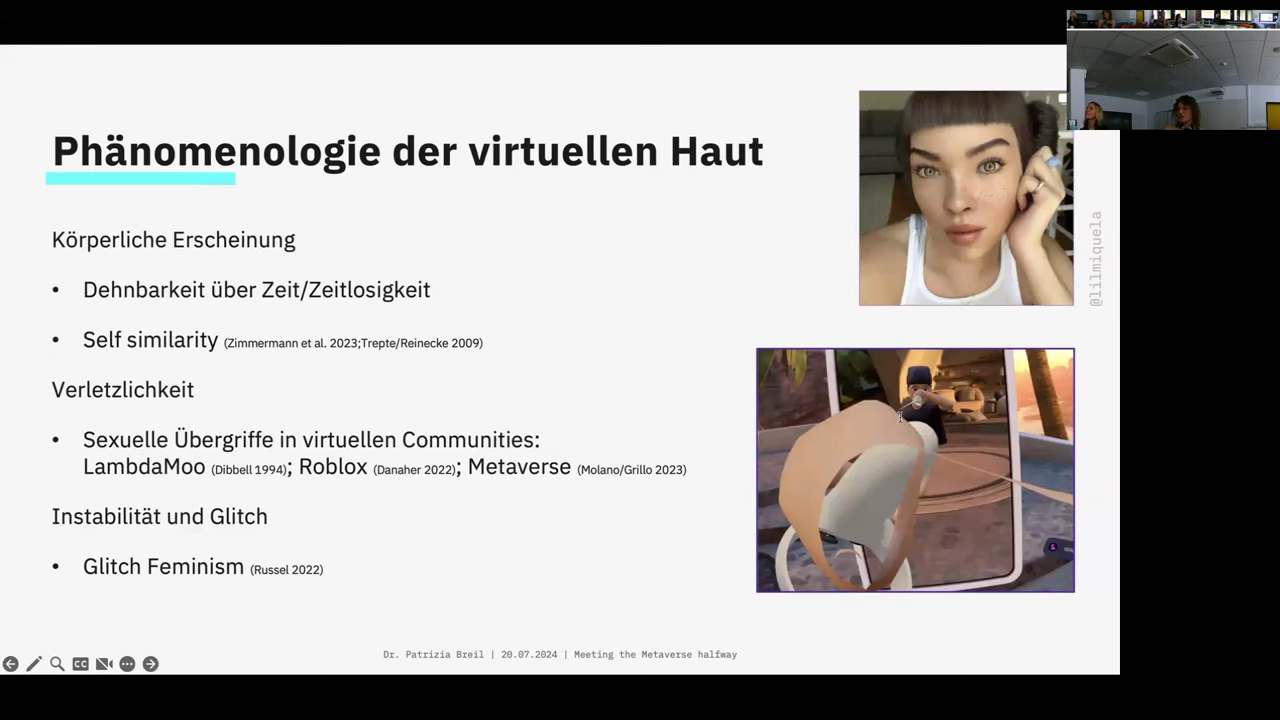 Phänomenologie der virtuellen Haut
Körperliche Erscheinung
• Dehnbarkeit über Zeit/Zeitlosigkeit
• Self similarity (Zimmermann et al. 2023;Trepte/Reinecke 2009)
Verletzlichkeit
• Sexuelle Übergriffe in virtuellen Communities:
LambdaMoo (Dibbell 1994); Roblox (Danaher 2022); Metaverse (Molano/Grillo 2023)
Instabilität und Glitch
• Glitch Feminism (Russel 2022)
@lilmiquela
Dr. Patrizia Breil | 20.07.2024 | Meeting the Metaverse halfway
CC